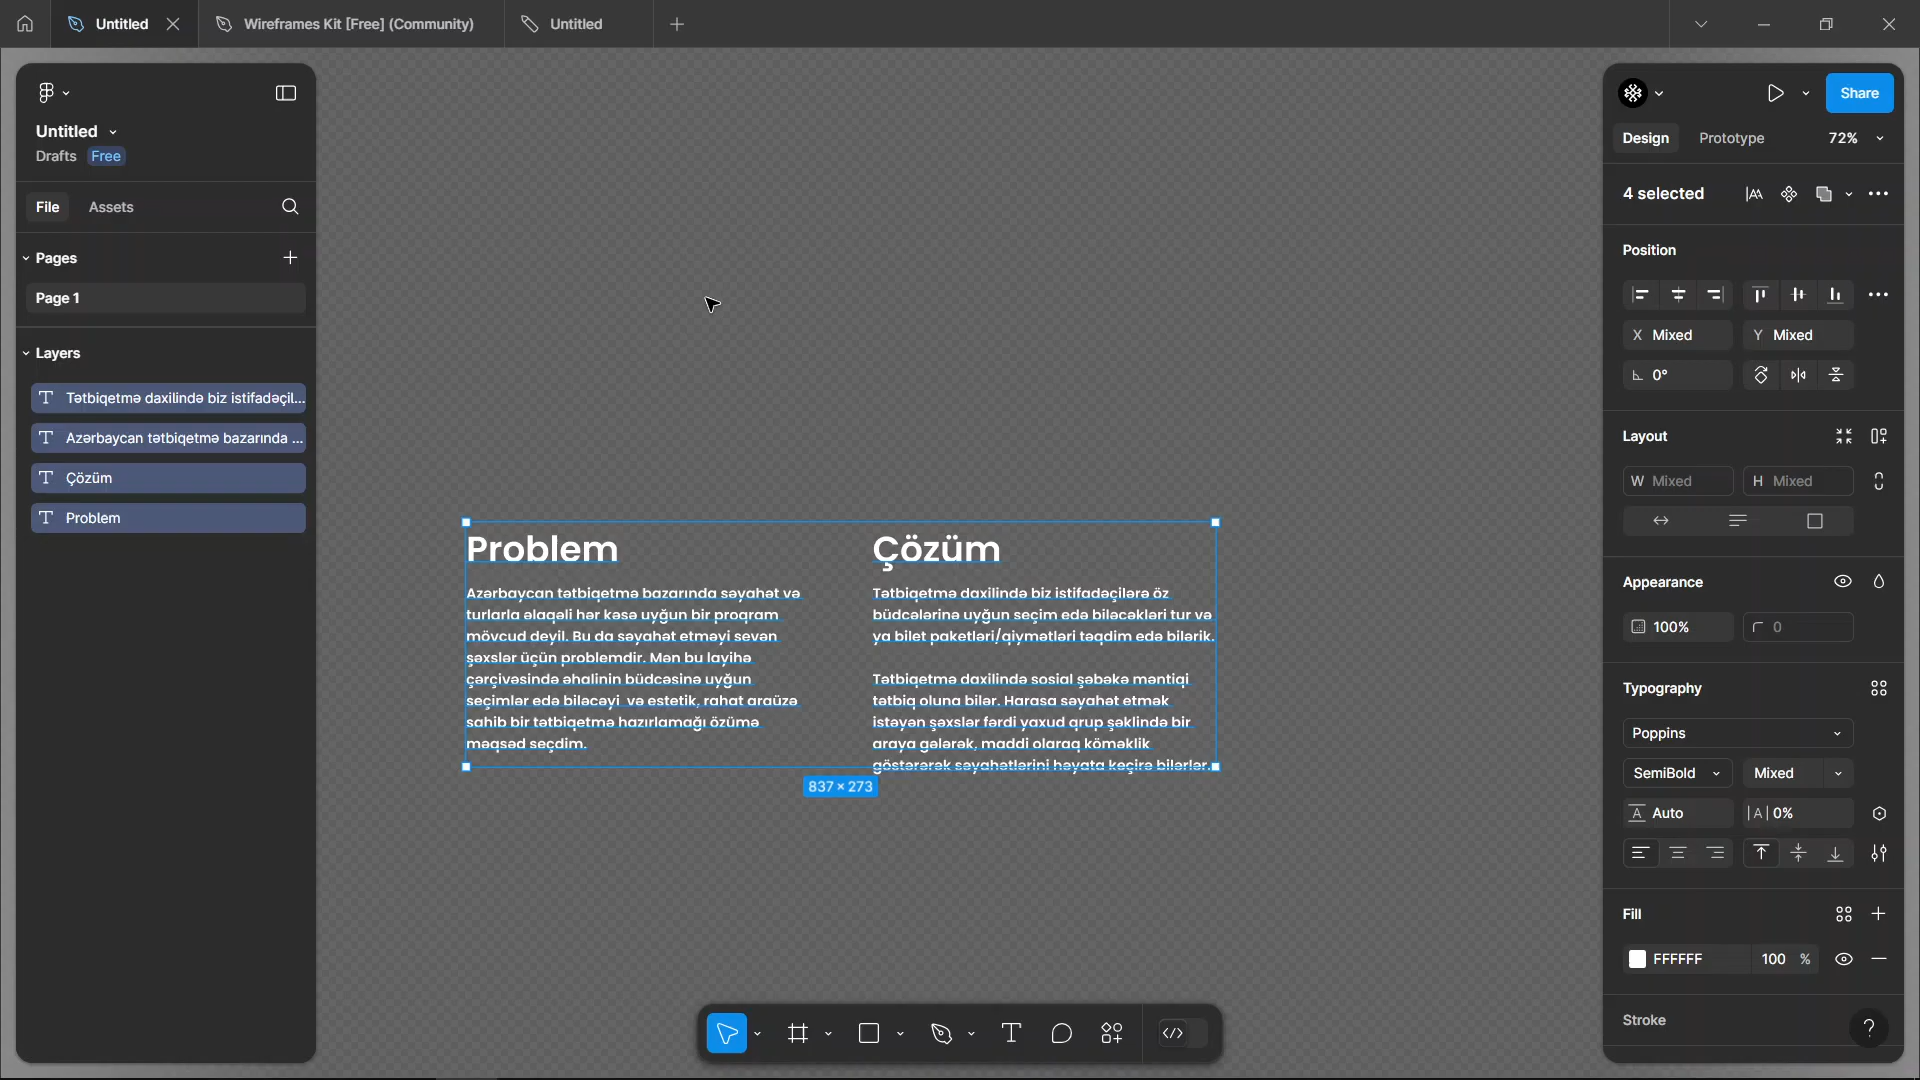 Untitled
Wireframes Kit [Free] (Community)
Untitled
Untitled
Drafts Free
File Assets
Pages
Page 1
Layers
Tətbiqetmə daxilində biz istifadəçil...
Azərbaycan tətbiqetmə bazarında ...
Çözüm
Problem
Problem
Azərbaycan tətbiqetmə bazarında səyahət və
turlarla əlaqəli hər kəsə uyğun bir proqram
mövcud deyil. Bu da səyahət etməyi sevən
şəxslər üçün problemdir. Mən bu layihə
çərçivəsində əhalinin büdcəsinə uyğun
seçimlər edə biləcəyi və estetik, rahat arqüzə
sahib bir tətbiqetmə hazırlamağı özümə
məqsəd seçdim.
Çözüm
Tətbiqetmə daxilində biz istifadəçilərə öz
büdcələrinə uyğun seçim edə biləcəkləri tur və
ya bilet paketləri/qiymətləri təqdim edə bilərik.
Tətbiqetmə daxilində sosial şəbəkə məntiqi
tətbiq oluna bilər. Harasa səyahət etmək
istəyən şəxslər fərdi yaxud qrup şəklində bir
araya gələrək, maddi olaraq köməklik
göstərərək səyahətlərini həyata keçirə bilərlər.
837 × 273
Share
Design Prototype 72%
4 selected
Position
X Mixed Y Mixed
0°
Layout
W Mixed H Mixed
Appearance
100% 0
Typography
Poppins
SemiBold Mixed
A Auto |A| 0%
Fill
FFFFFF 100 %
Stroke
?